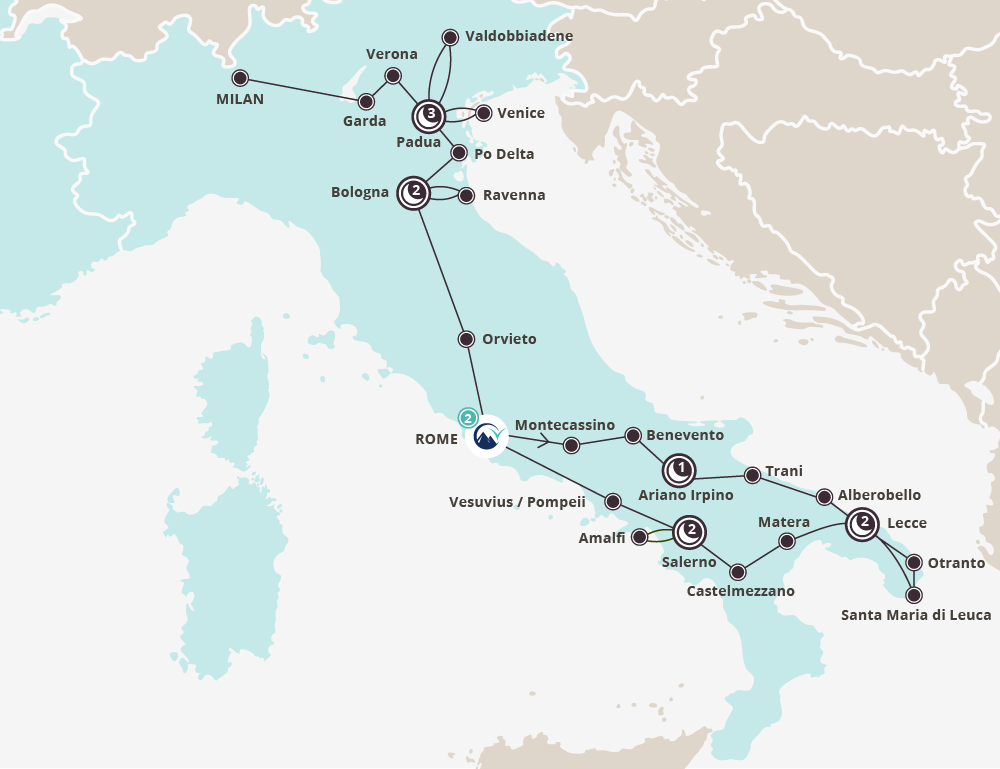 Valdobbiadene
Verona
MILAN
Garda
3
Venice
Padua
Po Delta
Bologna
2
Ravenna
Orvieto
2
ROME
Montecassino
Benevento
1
Trani
Ariano Irpino
Alberobello
Vesuvius / Pompeii
Matera
2
Lecce
Amalfi
2
Salerno
Otranto
Castelmezzano
Santa Maria di Leuca